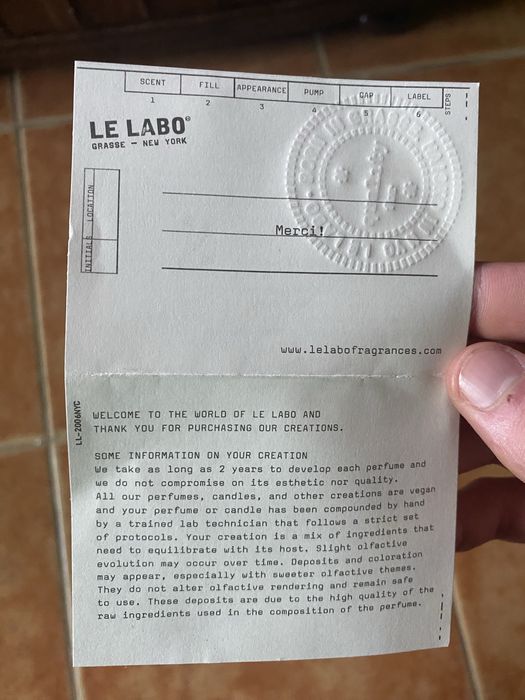 SCENT FILL APPEARANCE PUMP CAP LABEL STEPS
1 2 3 4 5 6
LE LABO®
GRASSE — NEW YORK
LOCATION
INITIALS
Merci!
www.lelabofragrances.com
LL-2006NYC
WELCOME TO THE WORLD OF LE LABO AND
THANK YOU FOR PURCHASING OUR CREATIONS.
SOME INFORMATION ON YOUR CREATION
We take as long as 2 years to develop each perfume and
we do not compromise on its esthetic nor quality.
All our perfumes, candles, and other creations are vegan
and your perfume or candle has been compounded by hand
by a trained lab technician that follows a strict set
of protocols. Your creation is a mix of ingredients that
need to equilibrate with its host. Slight olfactive
evolution may occur over time. Deposits and coloration
may appear, especially with sweeter olfactive themes.
They do not alter olfactive rendering and remain safe
to use. These deposits are due to the high quality of the
raw ingredients used in the composition of the perfume.